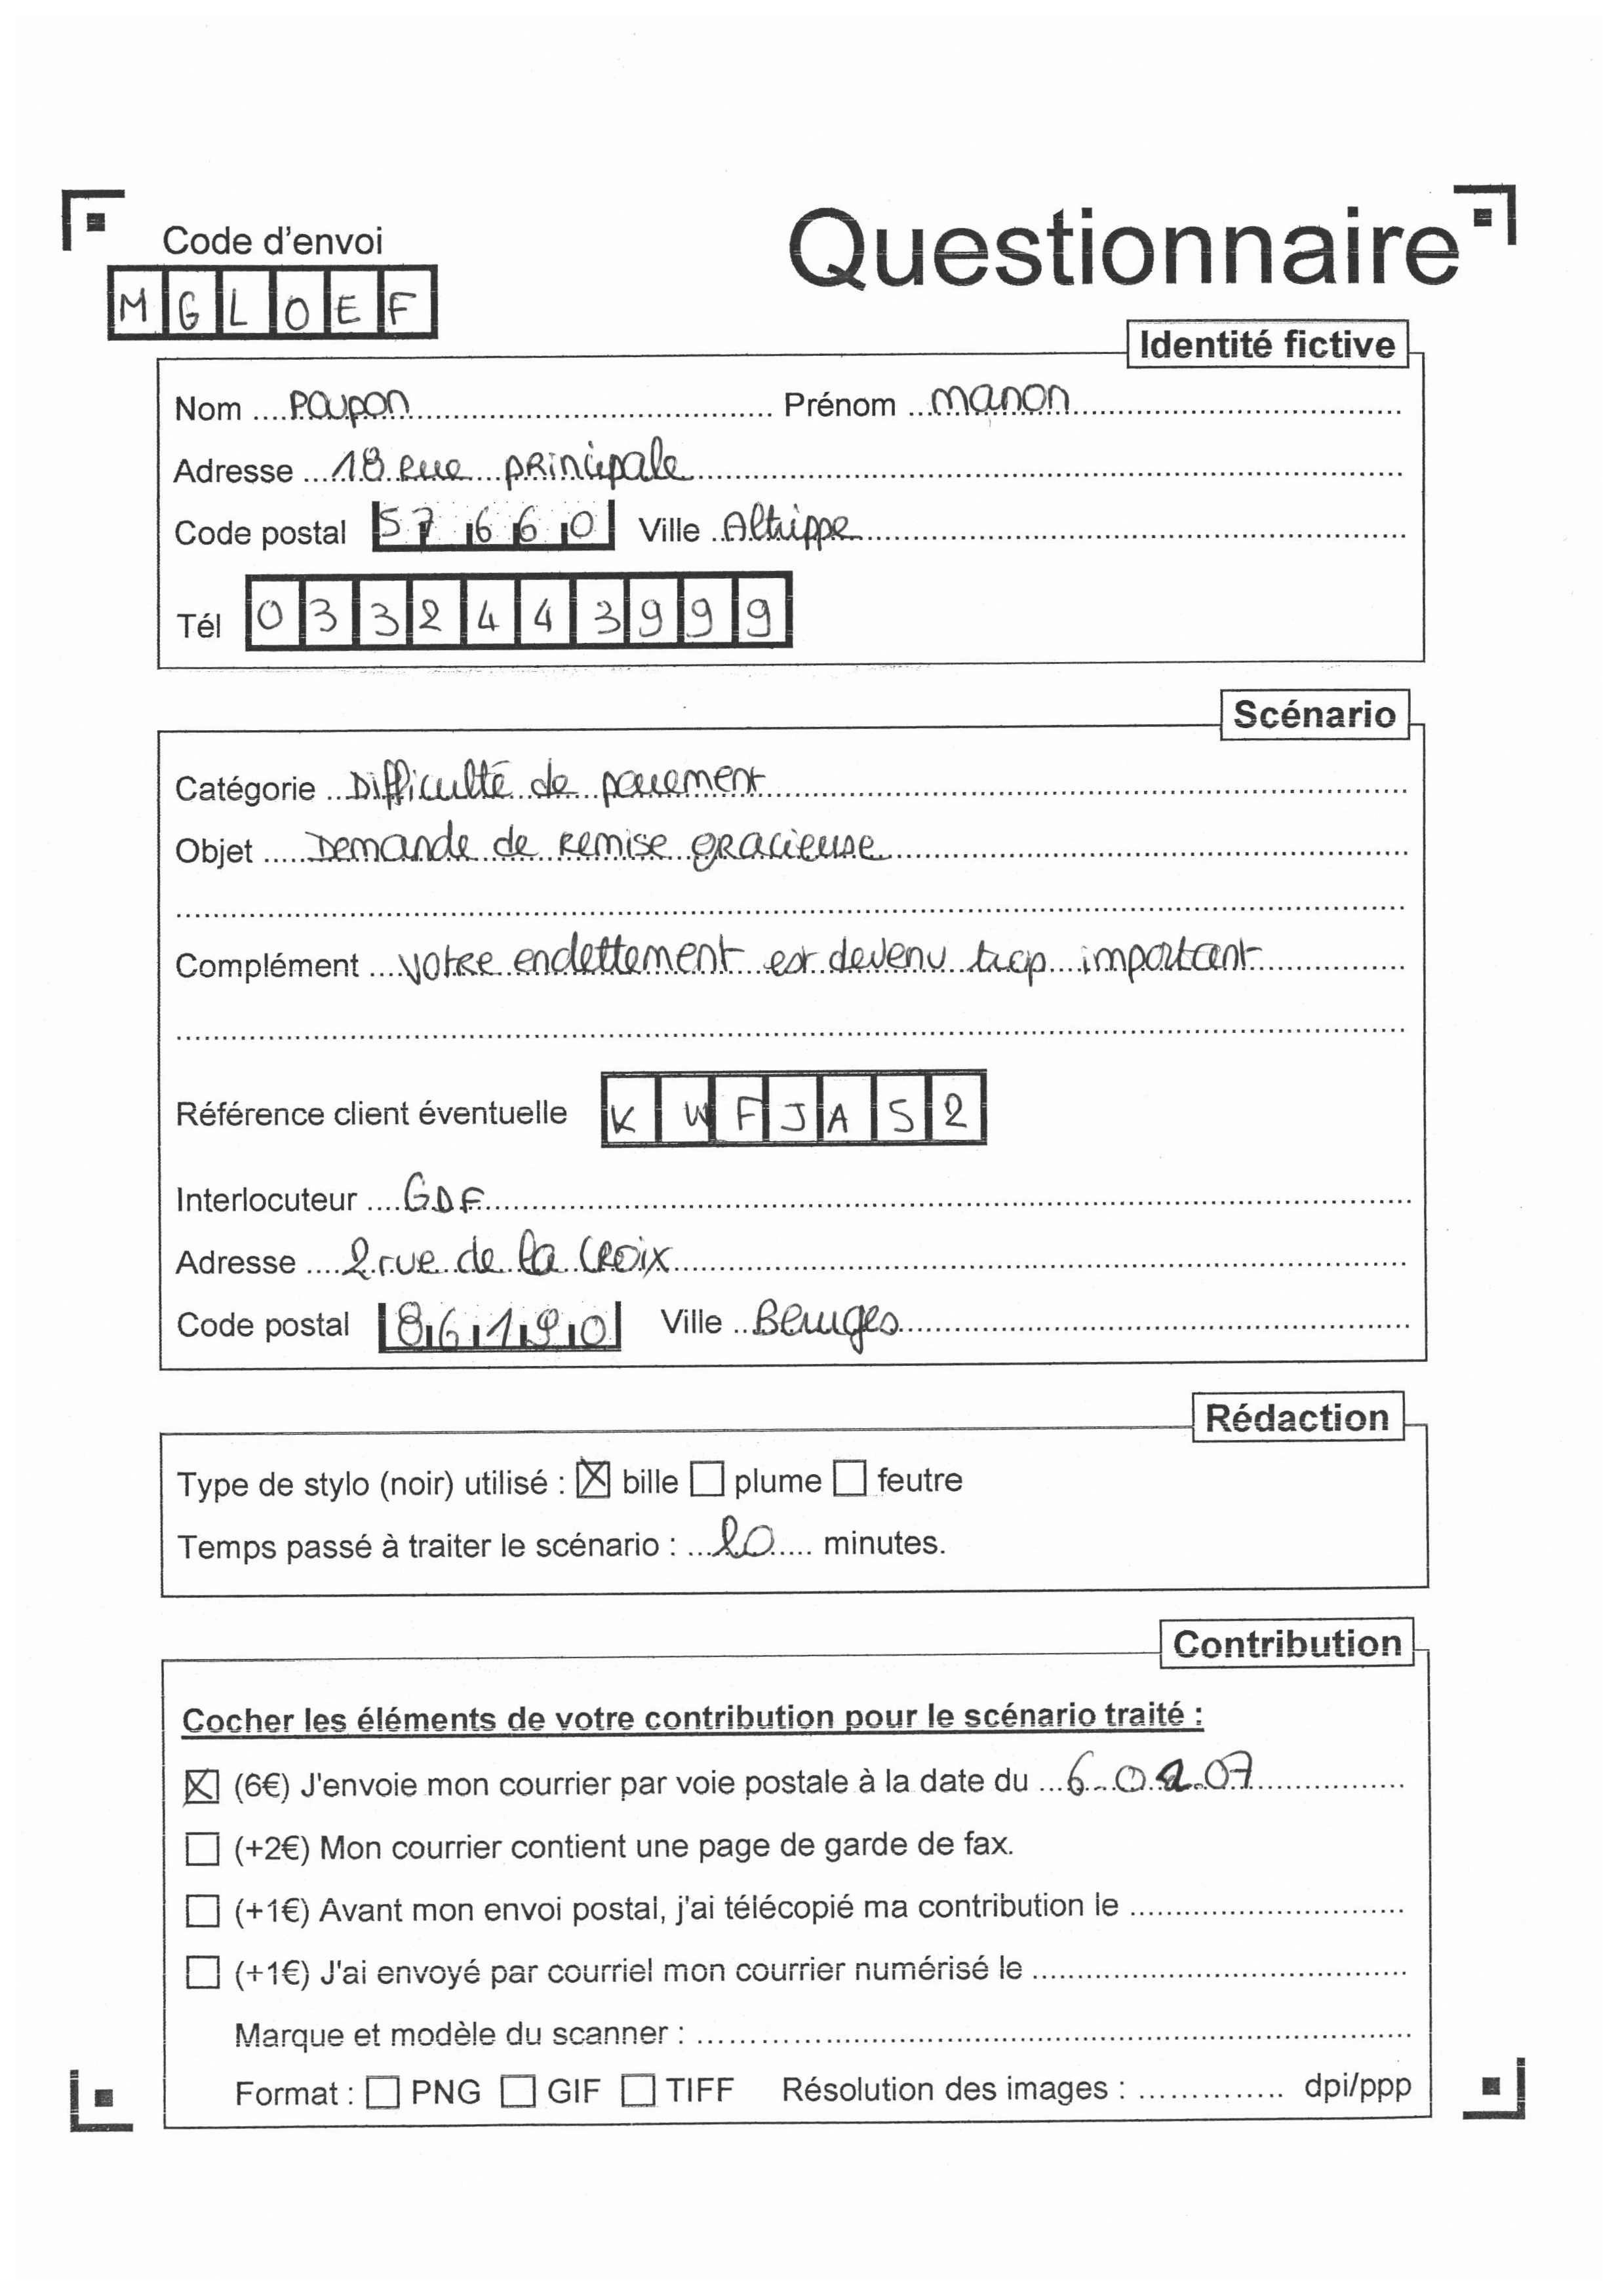 Code d'envoi
Questionnaire
M G L O E F
Identité fictive
Nom Poupon Prénom manon
Adresse 18 rue principale
Code postal 57660 Ville Altrippe
Tél 0332443999
Scénario
Catégorie Difficulté de paiement
Objet Demande de remise gracieuse
Complément votre endettement est devenu trop important
Référence client éventuelle K W F J A S 2
Interlocuteur GDF
Adresse 2 rue de la Croix
Code postal 86190 Ville Beruges
Rédaction
Type de stylo (noir) utilisé : ☒ bille ☐ plume ☐ feutre
Temps passé à traiter le scénario : 20 minutes.
Contribution
Cocher les éléments de votre contribution pour le scénario traité :
☒ (6€) J'envoie mon courrier par voie postale à la date du 6.02.07
☐ (+2€) Mon courrier contient une page de garde de fax.
☐ (+1€) Avant mon envoi postal, j'ai télécopié ma contribution le
☐ (+1€) J'ai envoyé par courriel mon courrier numérisé le
Marque et modèle du scanner :
Format : ☐ PNG ☐ GIF ☐ TIFF Résolution des images : dpi/ppp